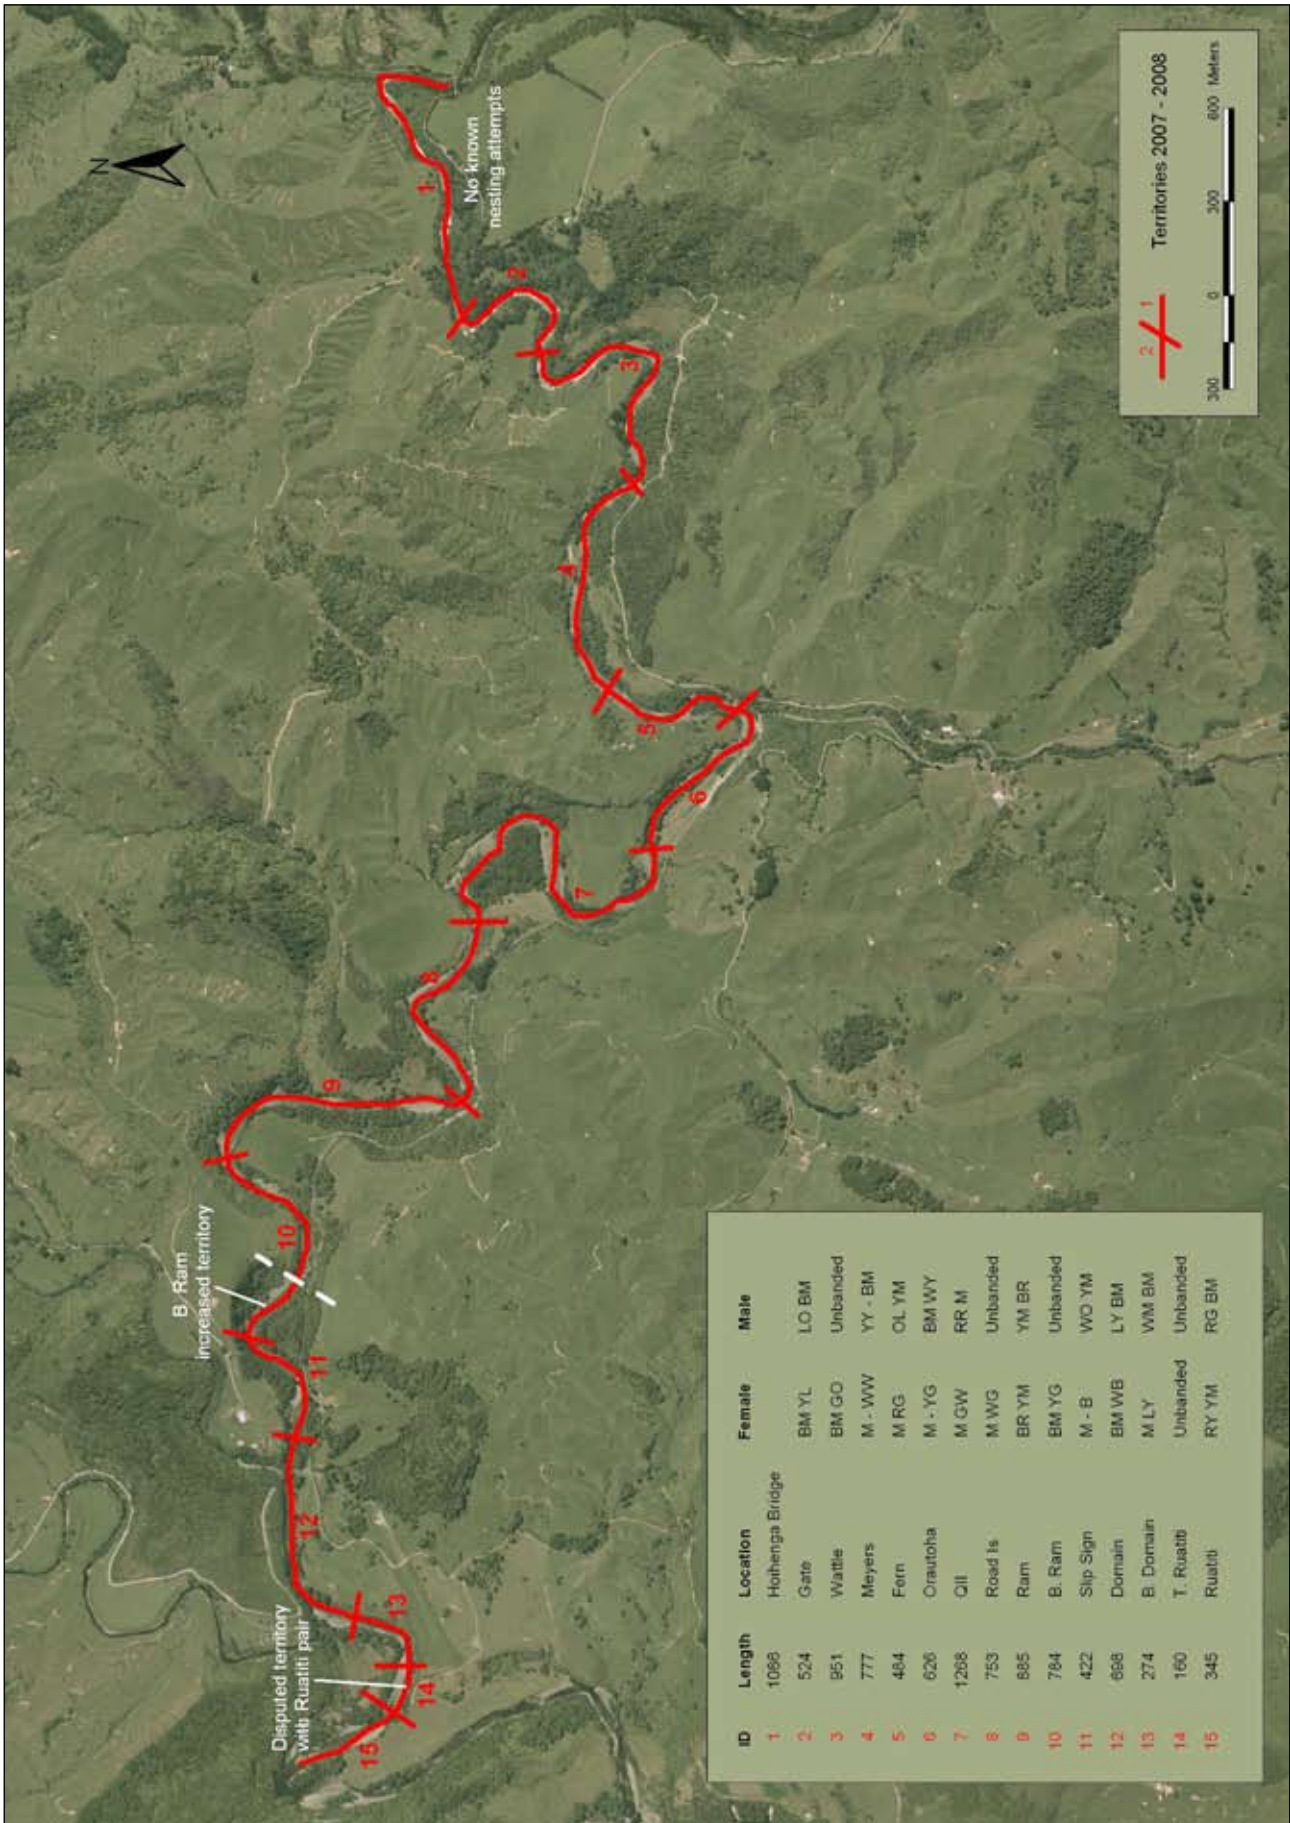 N
1
No known
nesting attempts
2
3
4
5
6
7
8
9
B. Ram
increased territory
10
11
12
Disputed territory
with Ruatiti pair
13
14
15
2 1 Territories 2007 - 2008
300 0 300 600 Meters
ID Length Location Female Male
1 1066 Hoihenga Bridge
2 524 Gate BM YL LO BM
3 951 Wattle BM GO Unbanded
4 777 Meyers M - WW YY - BM
5 484 Fern M RG OL YM
6 626 Orautoha M - YG BM WY
7 1268 M GW RR M
8 753 Road Is M WG Unbanded
9 885 Ram BR YM YM BR
10 784 B. Ram BM YG Unbanded
11 422 Slip Sign M - B WO YM
12 698 Domain BM WB LY BM
13 274 B. Domain M LY WM BM
14 160 T. Ruatiti Unbanded Unbanded
15 345 Ruatiti RY YM RG BM